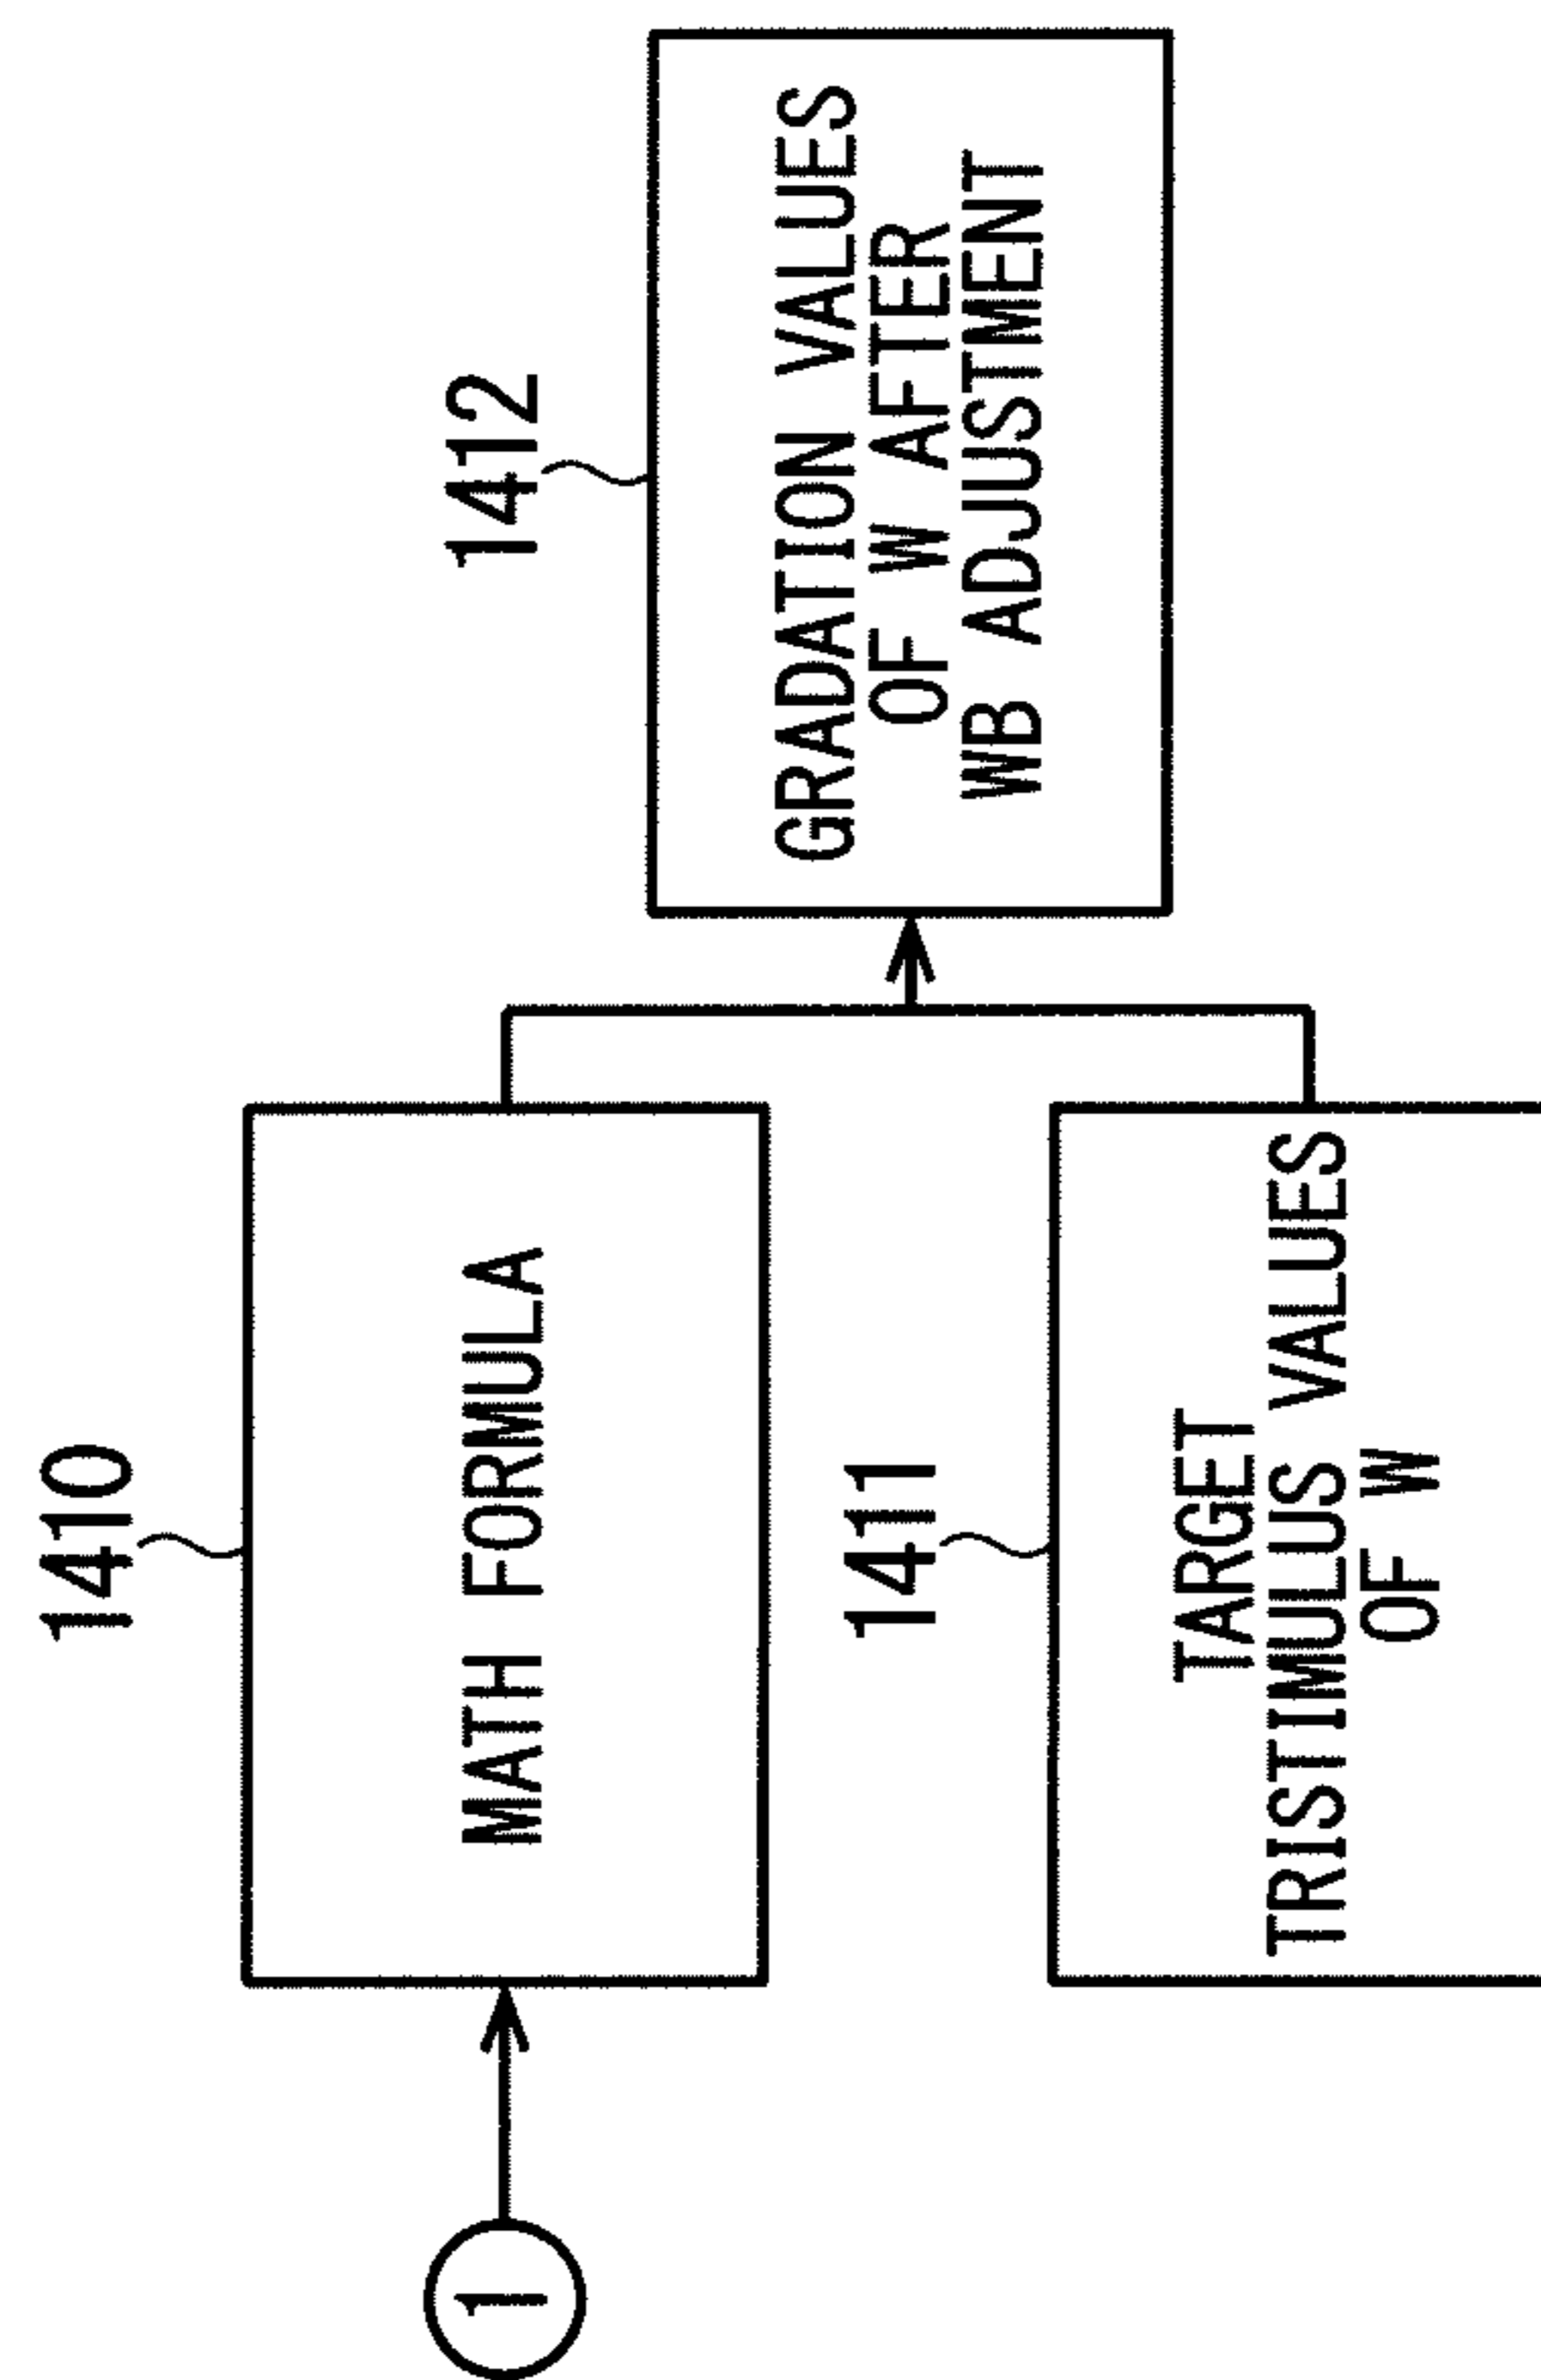 1410
MATH FORMULA
1
1411
TARGET
TRISTIMULUS VALUES
OF W
1412
GRADATION VALUES
OF W AFTER
WB ADJUSTMENT